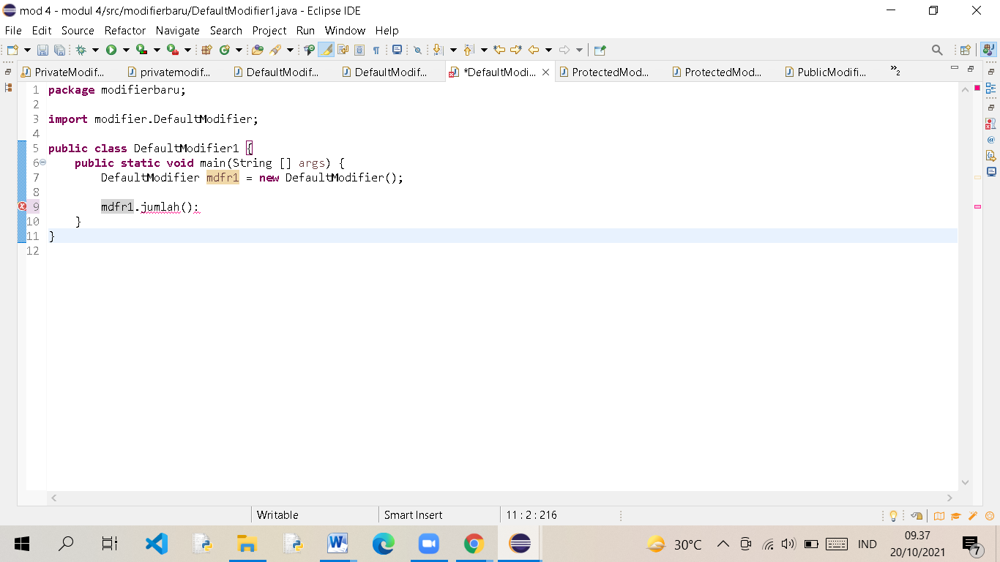 mod 4 - modul 4/src/modifierbaru/DefaultModifier1.java - Eclipse IDE
File Edit Source Refactor Navigate Search Project Run Window Help
PrivateModif... privatemodif... DefaultModif... DefaultModif... *DefaultModi... ProtectedMod... ProtectedMod... PublicModifi... »2
1 package modifierbaru;
2
3 import modifier.DefaultModifier;
4
5 public class DefaultModifier1 {
6 public static void main(String [] args) {
7 DefaultModifier mdfr1 = new DefaultModifier();
8
9 mdfr1.jumlah();
10 }
11 }
12
Writable Smart Insert 11 : 2 : 216
30°C IND 09.37
20/10/2021 7